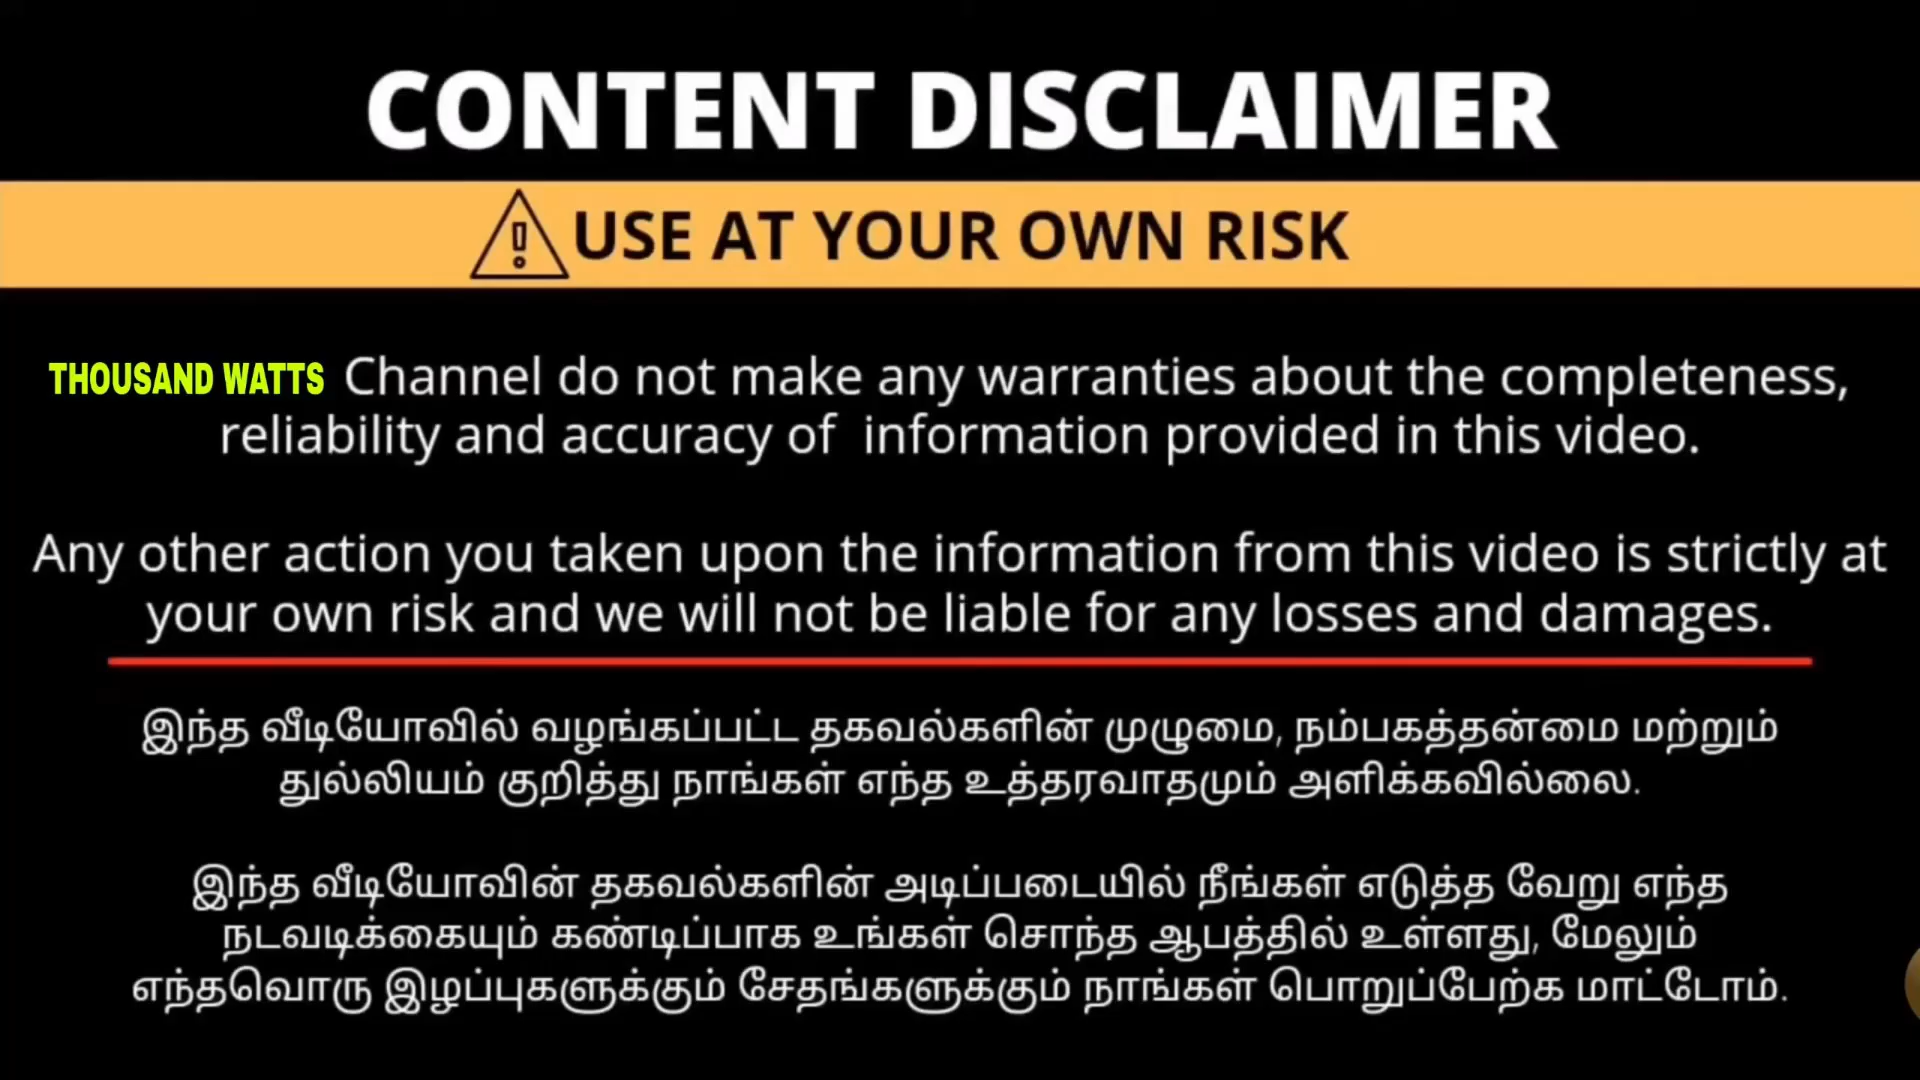 CONTENT DISCLAIMER
USE AT YOUR OWN RISK
THOUSAND WATTS Channel do not make any warranties about the completeness,
reliability and accuracy of information provided in this video.
Any other action you taken upon the information from this video is strictly at
your own risk and we will not be liable for any losses and damages.
இந்த வீடியோவில் வழங்கப்பட்ட தகவல்களின் முழுமை, நம்பகத்தன்மை மற்றும்
துல்லியம் குறித்து நாங்கள் எந்த உத்தரவாதமும் அளிக்கவில்லை.
இந்த வீடியோவின் தகவல்களின் அடிப்படையில் நீங்கள் எடுத்த வேறு எந்த
நடவடிக்கையும் கண்டிப்பாக உங்கள் சொந்த ஆபத்தில் உள்ளது, மேலும்
எந்தவொரு இழப்புகளுக்கும் சேதங்களுக்கும் நாங்கள் பொறுப்பேற்க மாட்டோம்.